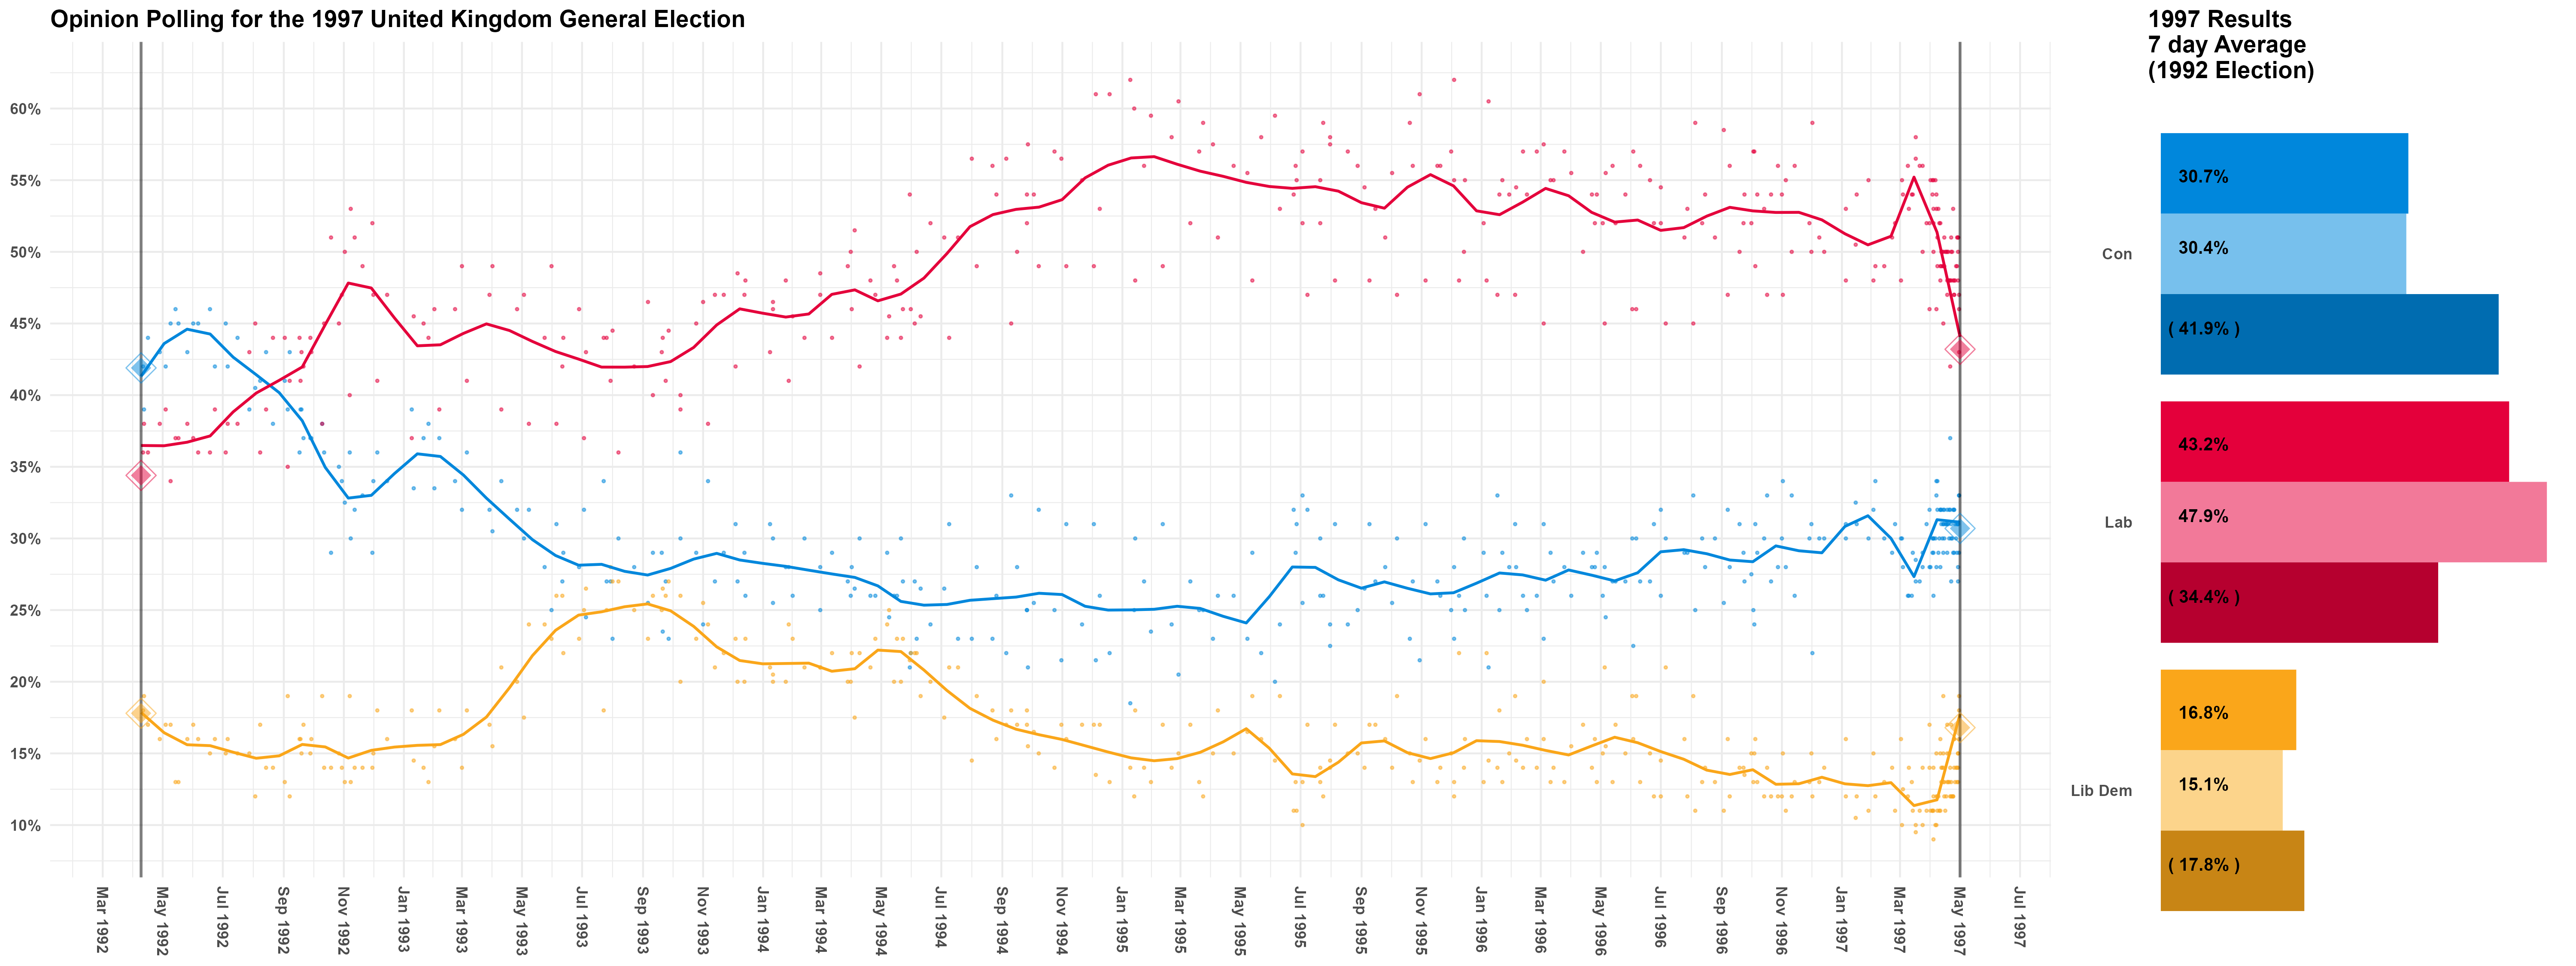 Opinion Polling for the 1997 United Kingdom General Election
60%
55%
50%
45%
40%
35%
30%
25%
20%
15%
10%
Mar 1992
May 1992
Jul 1992
Sep 1992
Nov 1992
Jan 1993
Mar 1993
May 1993
Jul 1993
Sep 1993
Nov 1993
Jan 1994
Mar 1994
May 1994
Jul 1994
Sep 1994
Nov 1994
Jan 1995
Mar 1995
May 1995
Jul 1995
Sep 1995
Nov 1995
Jan 1996
Mar 1996
May 1996
Jul 1996
Sep 1996
Nov 1996
Jan 1997
Mar 1997
May 1997
Jul 1997
1997 Results
7 day Average
(1992 Election)
Con
30.7%
30.4%
( 41.9% )
Lab
43.2%
47.9%
( 34.4% )
Lib Dem
16.8%
15.1%
( 17.8% )